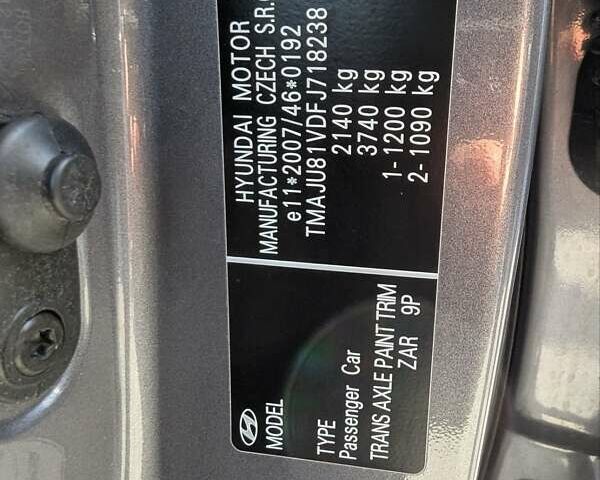 HYUNDAI MOTOR
MANUFACTURING CZECH S.R.O
e11*2007/46*0192
TMAJU81VDFJ718238
2140 kg
3740 kg
1- 1200 kg
2- 1090 kg
MODEL
TYPE
Passenger Car
TRANS AXLE PAINT TRIM
ZAR 9P